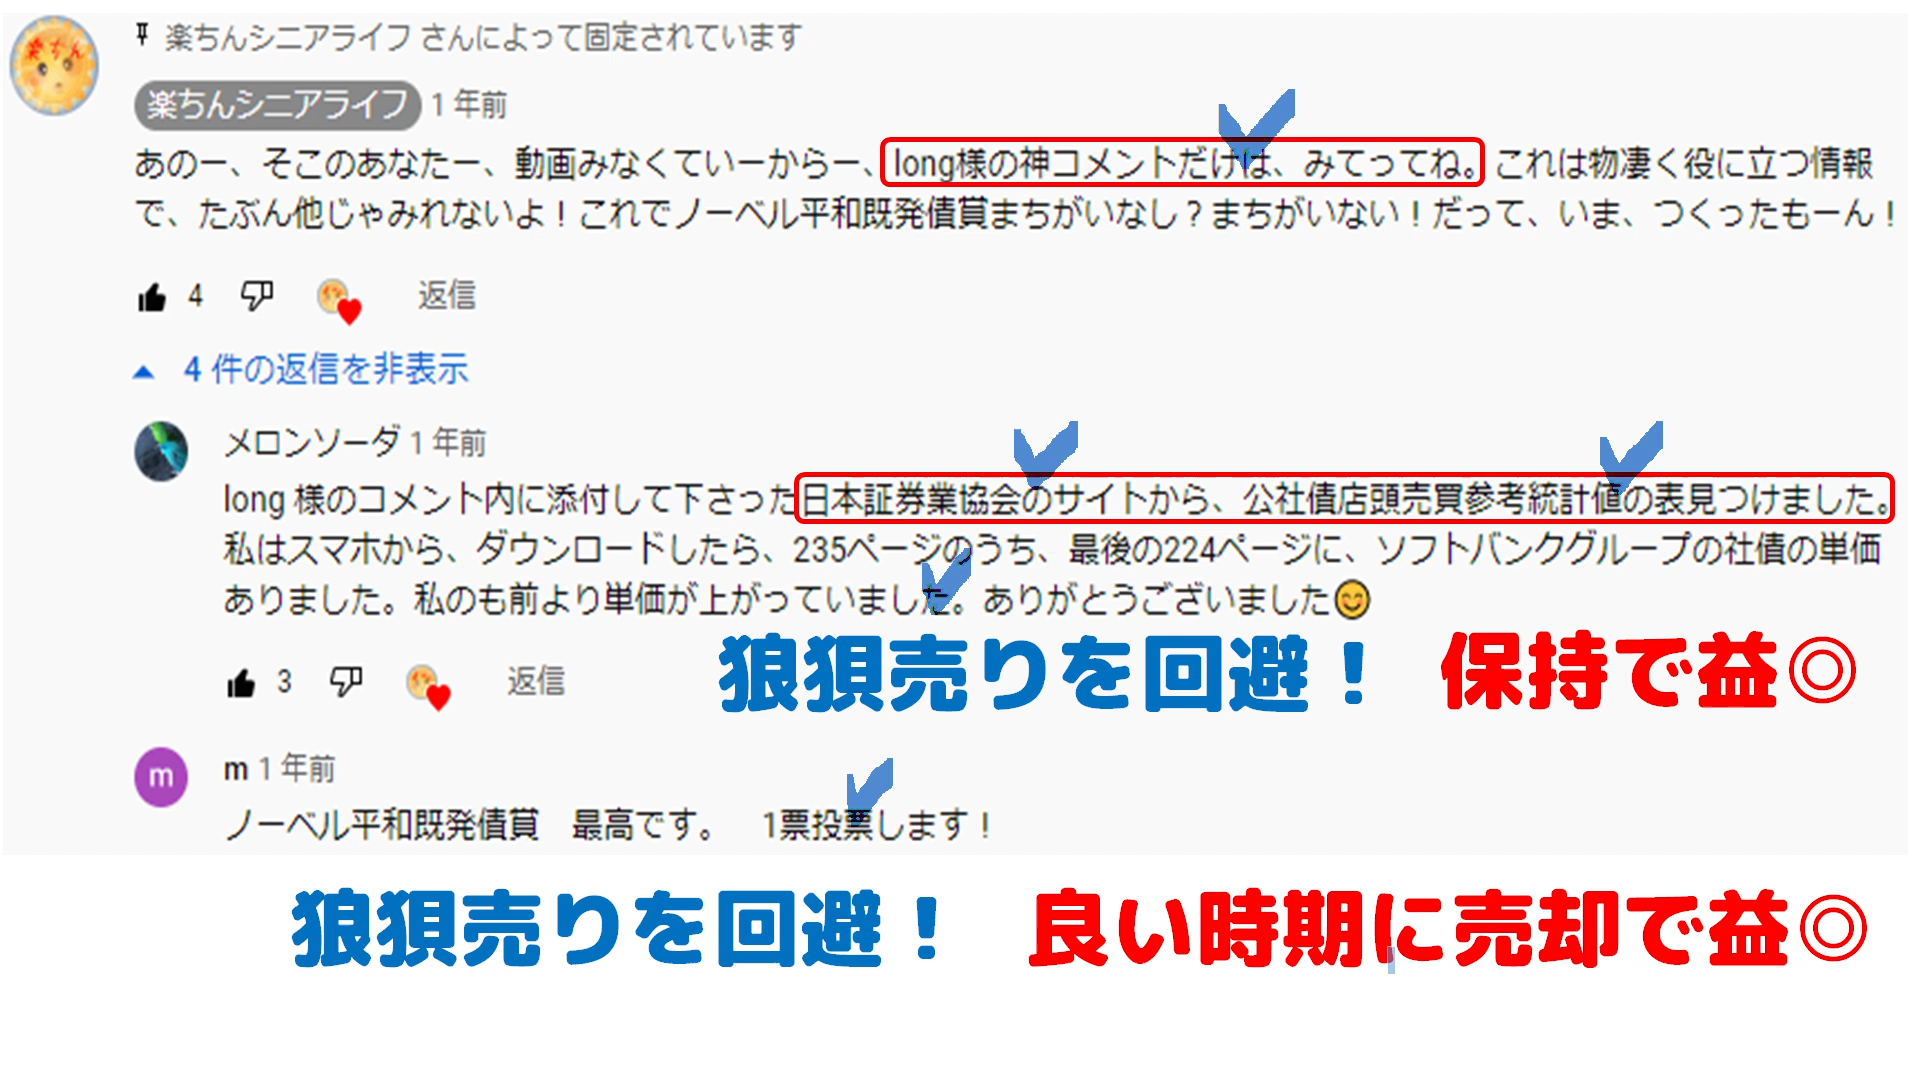 楽ちん
楽ちんシニアライフ さんによって固定されています
楽ちんシニアライフ 1 年前
あのー、そこのあなたー、動画みなくていーからー、long様の神コメントだけは、みてってね。これは物凄く役に立つ情報
で、たぶん他じゃみれないよ！これでノーベル平和既発債賞まちがいなし？まちがいない！だって、いま、つくったもーん！
4 返信
4 件の返信を非表示
メロンソーダ 1 年前
long 様のコメント内に添付して下さった日本証券業協会のサイトから、公社債店頭売買参考統計値の表見つけました。
私はスマホから、ダウンロードしたら、235ページのうち、最後の224ページに、ソフトバンクグループの社債の単価
ありました。私のも前より単価が上がっていました。ありがとうございました😊
狼狽売りを回避！ 保持で益◎
3 返信
m
m 1 年前
ノーベル平和既発債賞　最高です。　1票投票します！
狼狽売りを回避！ 良い時期に売却で益◎